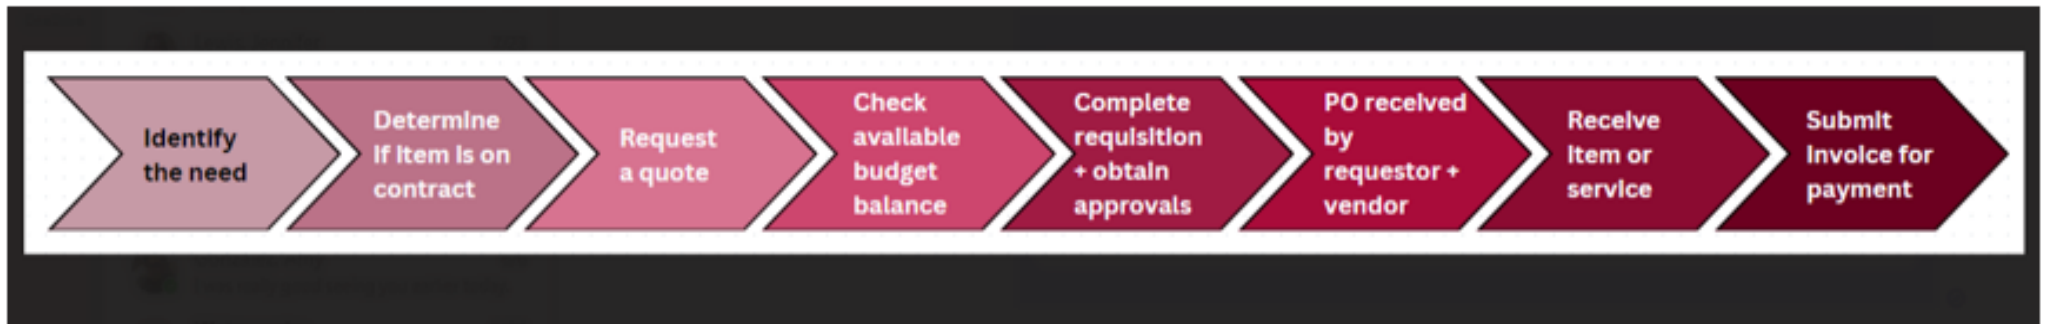 Identify
the need
Determine
if item is on
contract
Request
a quote
Check
available
budget
balance
Complete
requisition
+ obtain
approvals
PO received
by
requestor +
vendor
Receive
item or
service
Submit
invoice for
payment